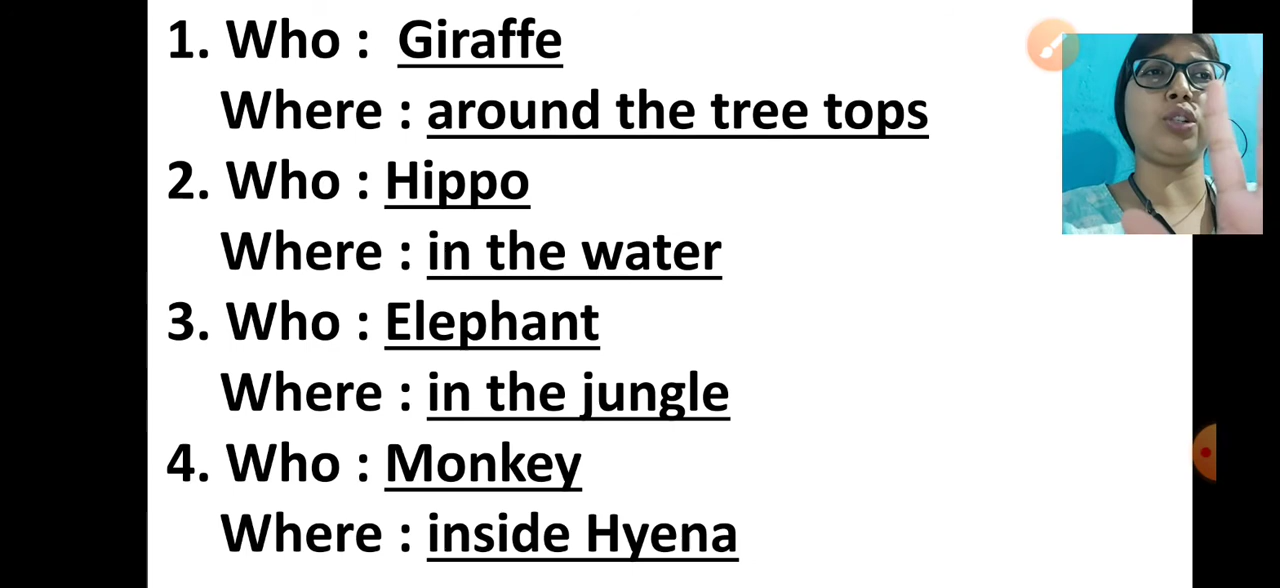 1. Who : Giraffe
Where : around the tree tops
2. Who : Hippo
Where : in the water
3. Who : Elephant
Where : in the jungle
4. Who : Monkey
Where : inside Hyena